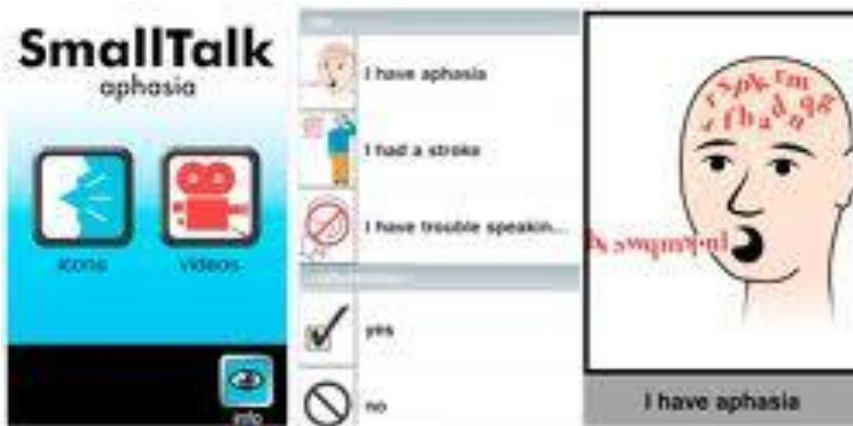 SmallTalk
aphasia
icons
videos
info
I have aphasia
I had a stroke
I have trouble speakin...
yes
no
I have aphasia